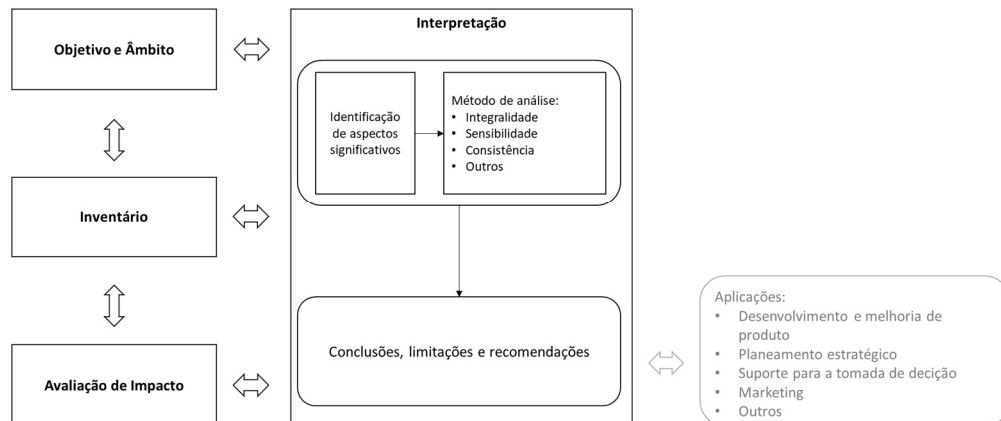 Objetivo e Âmbito
Inventário
Avaliação de Impacto
Interpretação
Identificação
de aspectos
significativos
Método de análise:
• Integralidade
• Sensibilidade
• Consistência
• Outros
Conclusões, limitações e recomendações
Aplicações:
• Desenvolvimento e melhoria de
produto
• Planeamento estratégico
• Suporte para a tomada de decição
• Marketing
• Outros